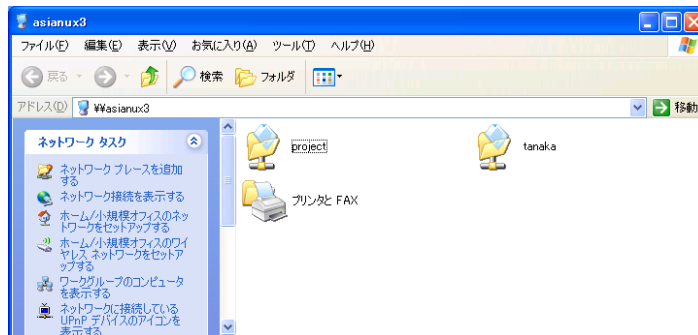 asianux3
ファイル(F) 編集(E) 表示(V) お気に入り(A) ツール(T) ヘルプ(H)
戻る 検索 フォルダ
アドレス(D) ¥¥asianux3 移動
ネットワーク タスク
ネットワーク プレースを追加
する
ネットワーク接続を表示する
ホーム/小規模オフィスのネッ
トワークをセットアップする
ホーム/小規模オフィスのワイ
ヤレス ネットワークをセットア
ップする
ワークグループのコンピュータ
を表示する
ネットワークに接続している
UPnP デバイスのアイコンを
表示する
project
tanaka
プリンタと FAX